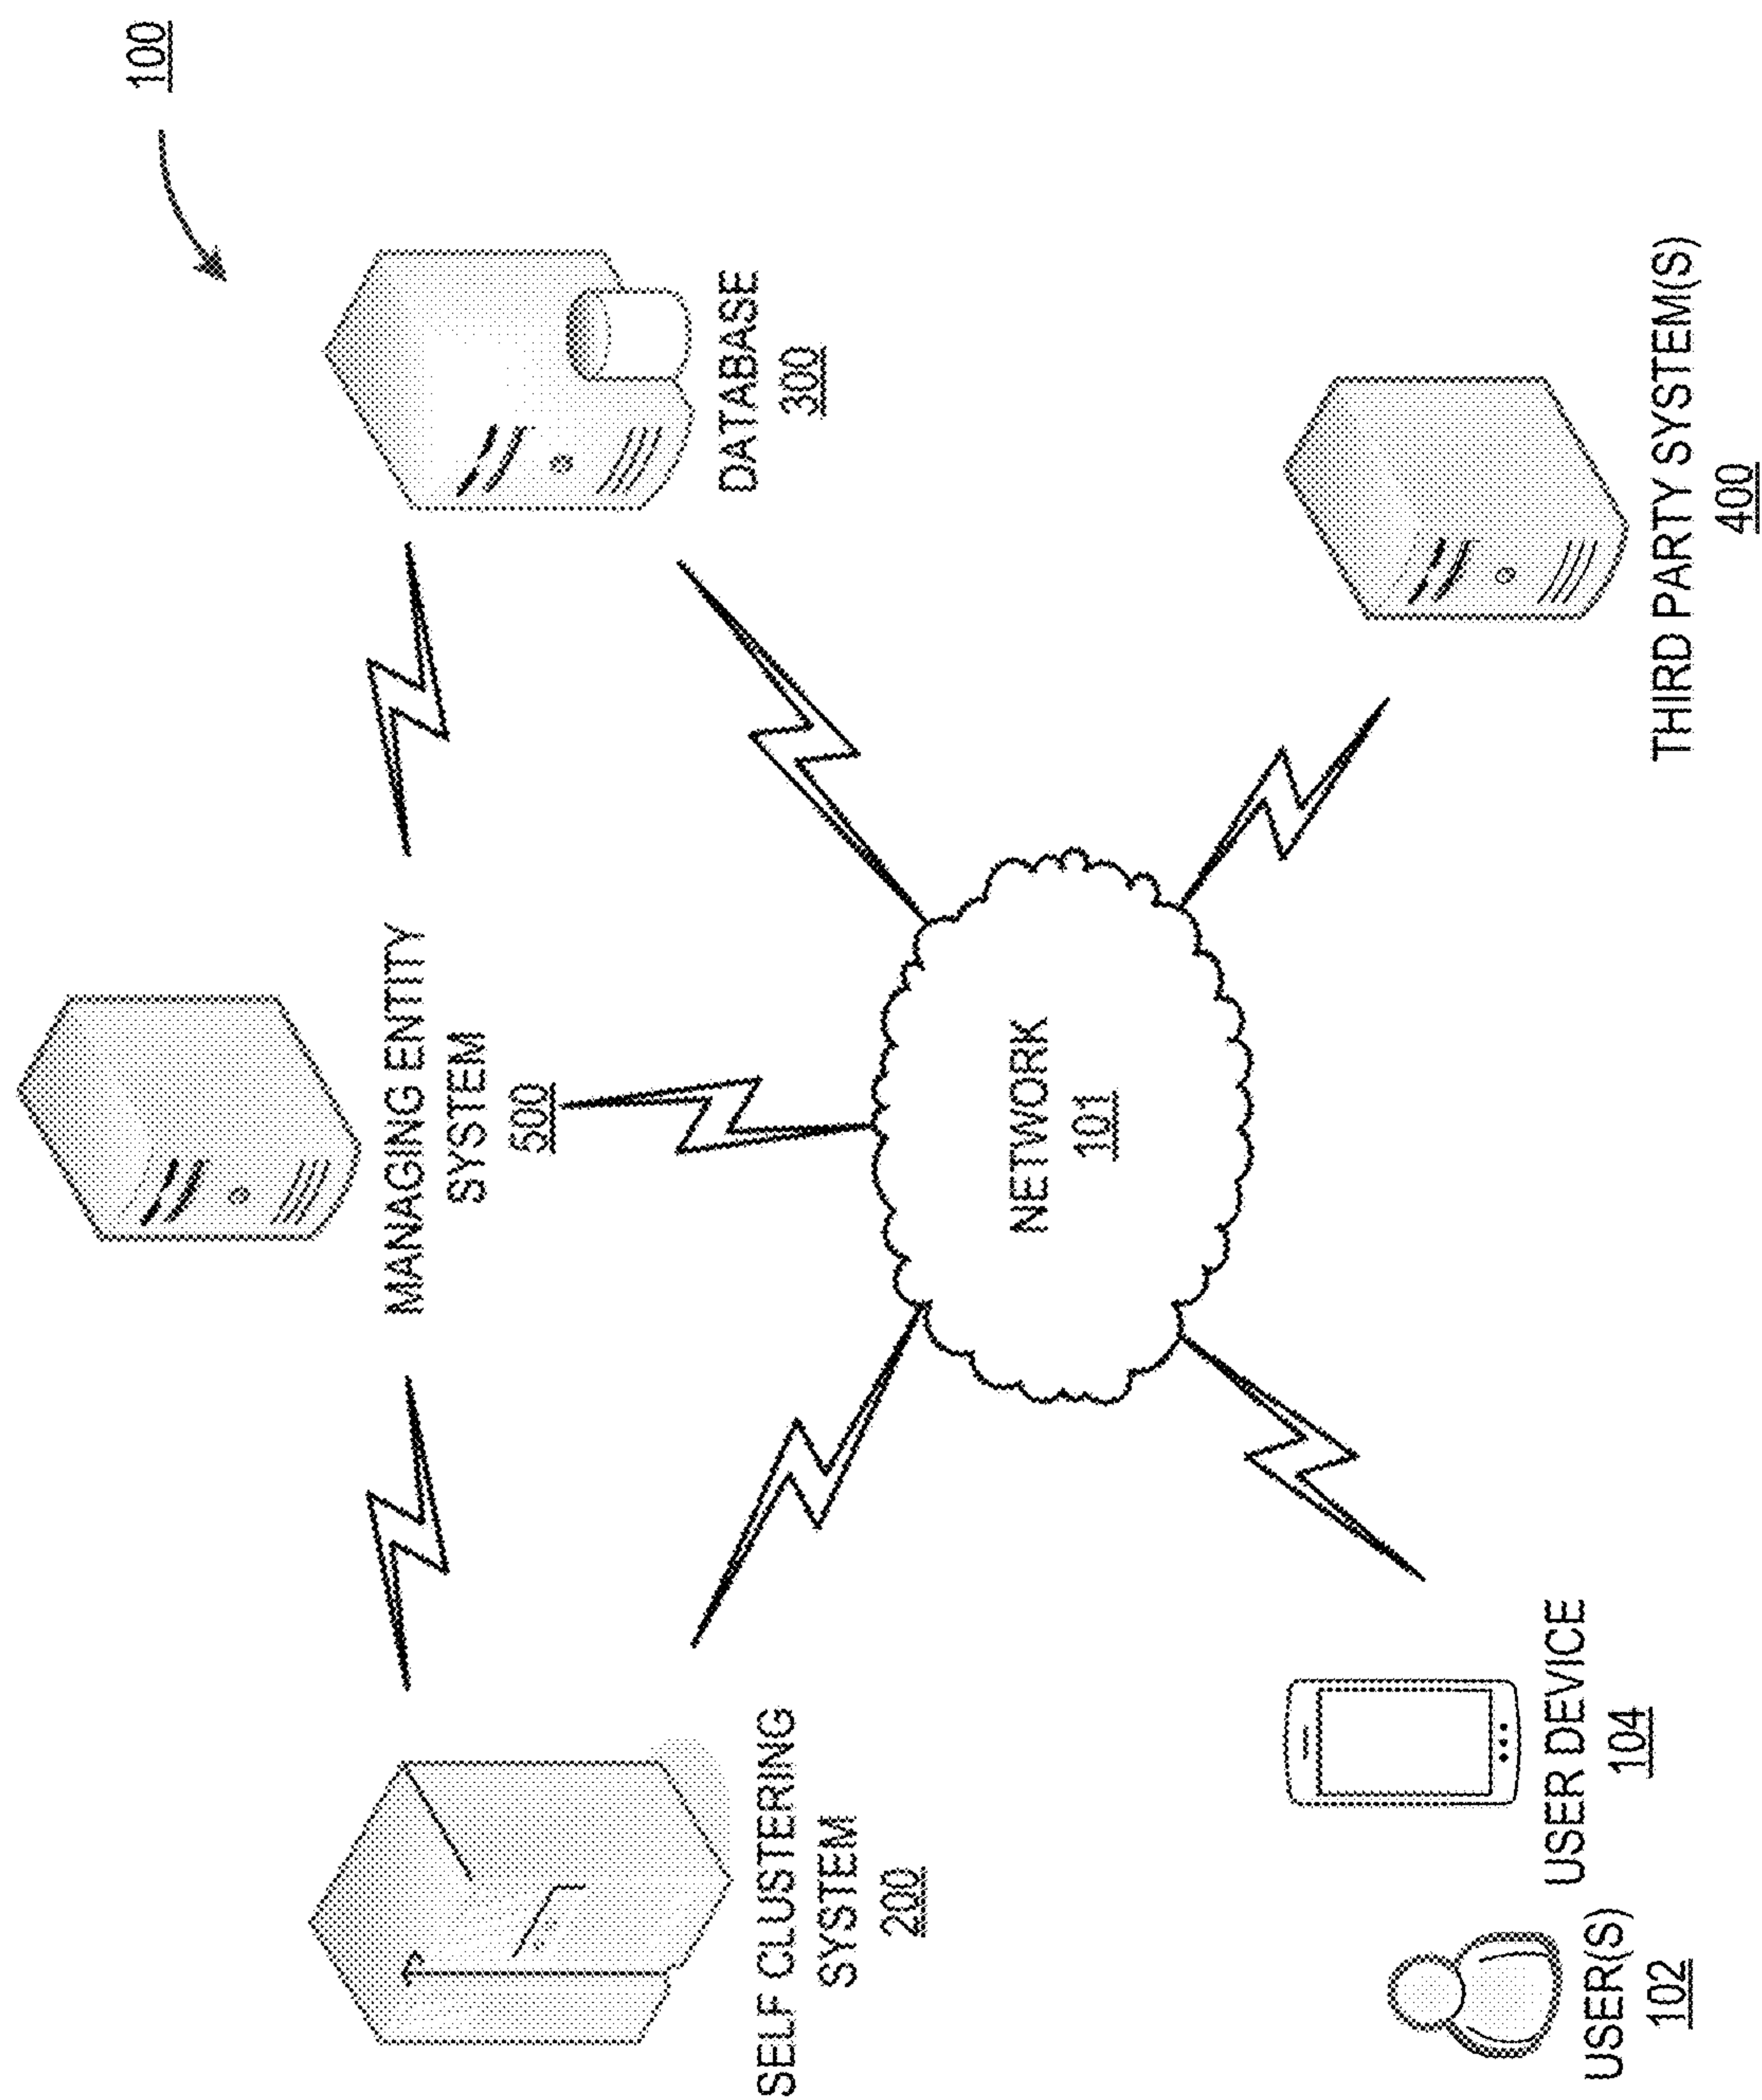 100
MANAGING ENTITY
SYSTEM
500
SELF CLUSTERING
SYSTEM
200
DATABASE
300
NETWORK
101
USER(S)
102
USER DEVICE
104
THIRD PARTY SYSTEM(S)
400